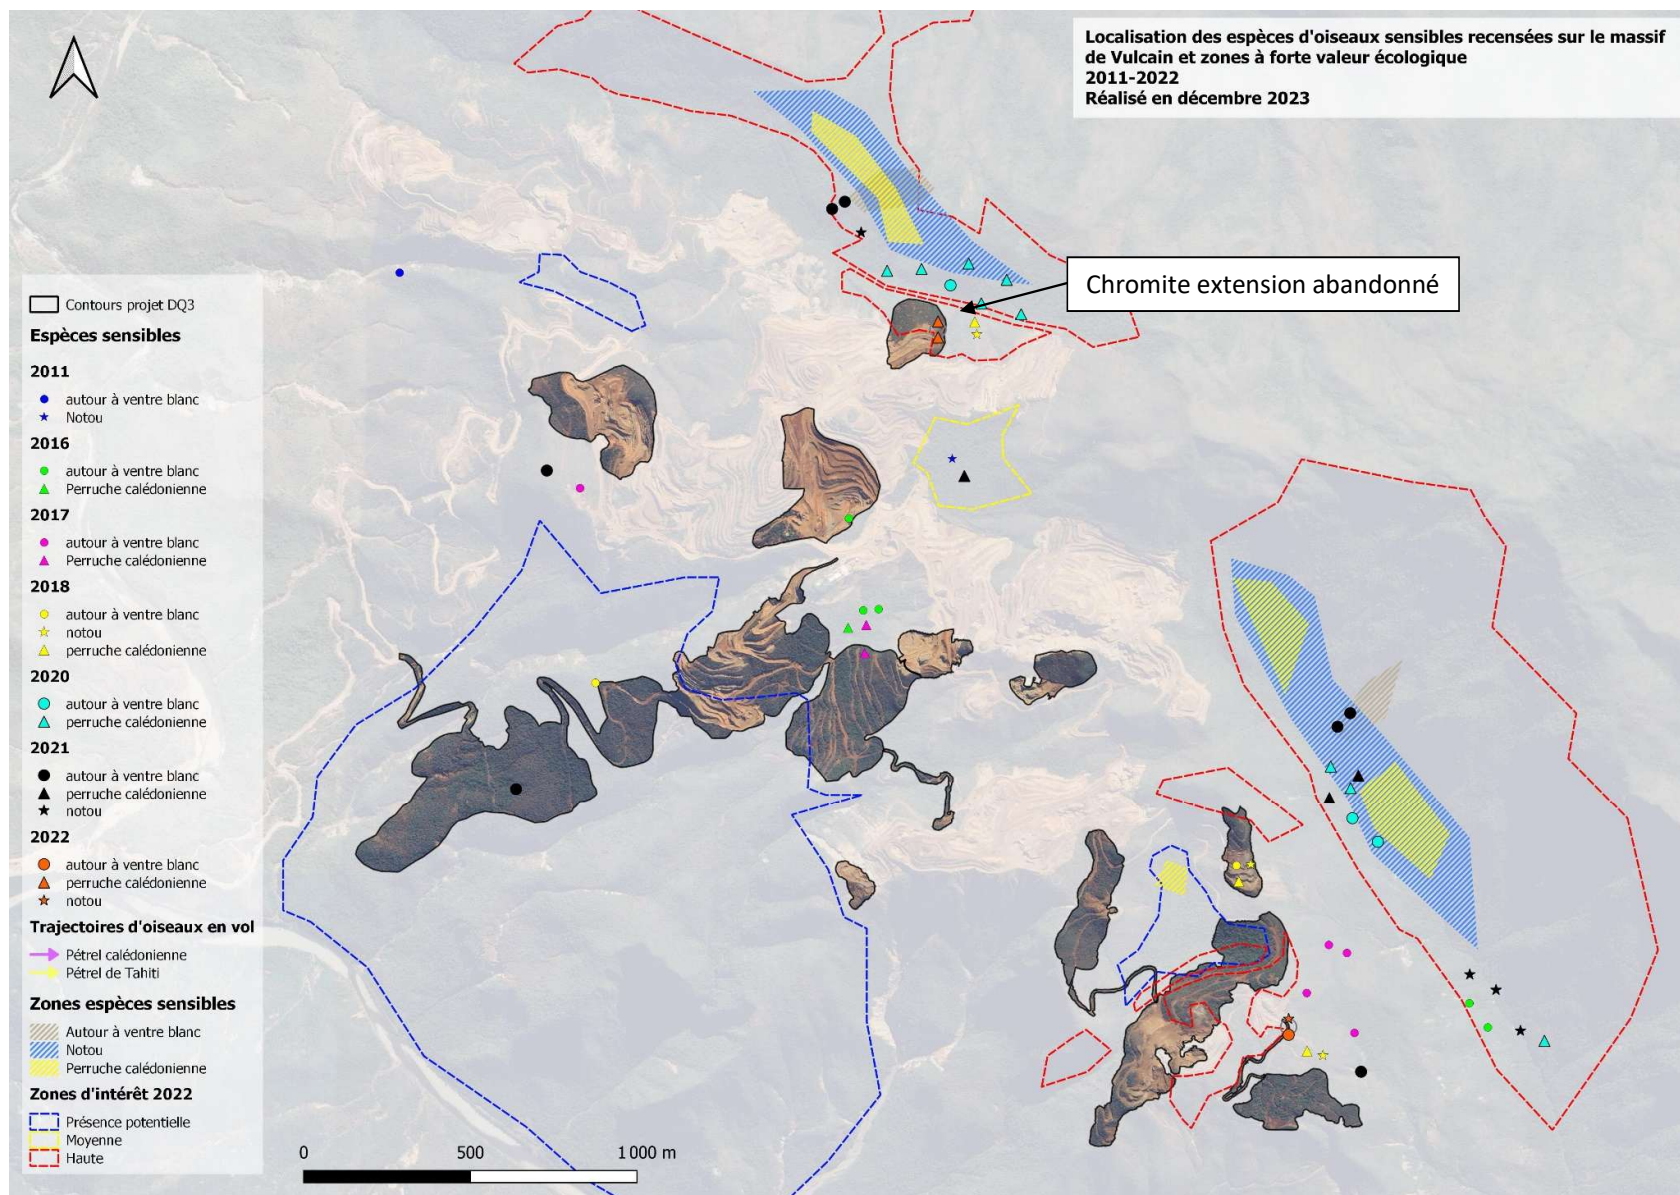 Localisation des espèces d'oiseaux sensibles recensées sur le massif
de Vulcain et zones à forte valeur écologique
2011-2022
Réalisé en décembre 2023
Chromite extension abandonné
Contours projet DQ3
Espèces sensibles
2011
autour à ventre blanc
Notou
2016
autour à ventre blanc
Perruche calédonienne
2017
autour à ventre blanc
Perruche calédonienne
2018
autour à ventre blanc
notou
perruche calédonienne
2020
autour à ventre blanc
perruche calédonienne
2021
autour à ventre blanc
perruche calédonienne
notou
2022
autour à ventre blanc
perruche calédonienne
notou
Trajectoires d'oiseaux en vol
Pétrel calédonienne
Pétrel de Tahiti
Zones espèces sensibles
Autour à ventre blanc
Notou
Perruche calédonienne
Zones d'intérêt 2022
Présence potentielle
Moyenne
Haute
0 500 1 000 m